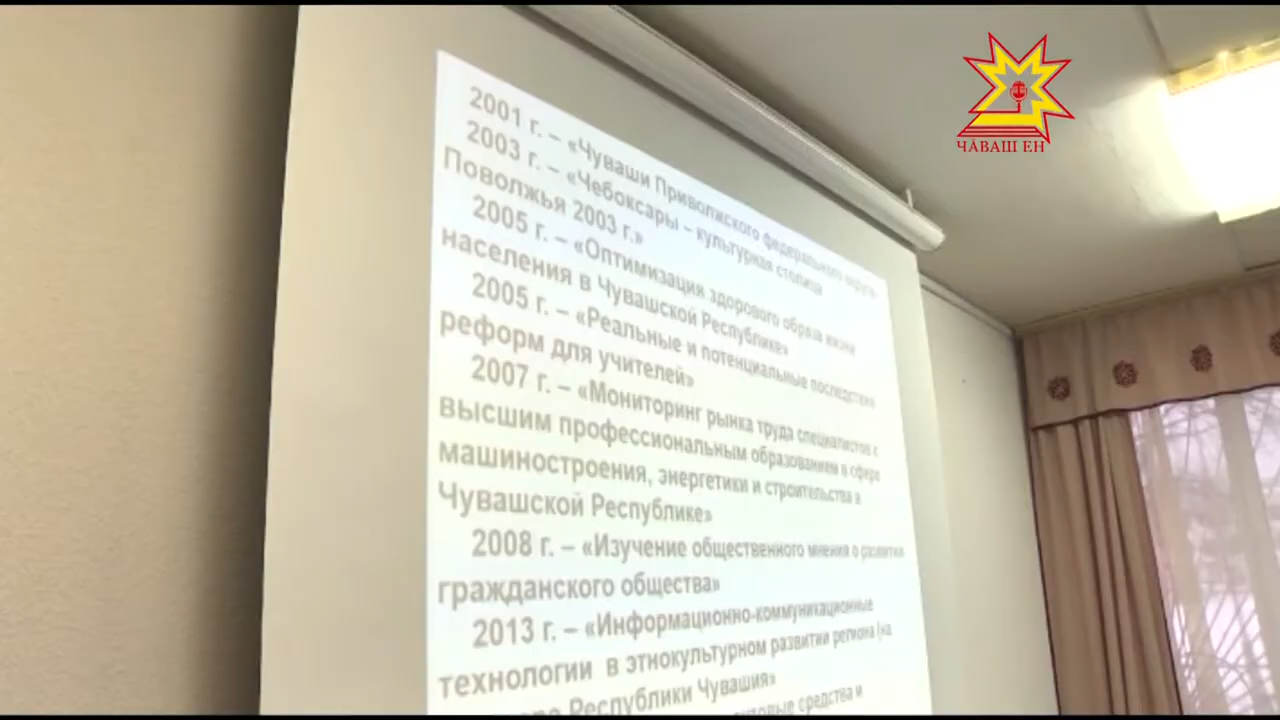 2001 г. – «Чуваши Приволжского федерального округа»
2003 г. – «Чебоксары – культурная столица
Поволжья 2003 г.»
2005 г. – «Оптимизация здорового образа жизни
населения в Чувашской Республике»
2005 г. – «Реальные и потенциальные последствия
реформ для учителей»
2007 г. – «Мониторинг рынка труда специалистов с
высшим профессиональным образованием в сфере
машиностроения, энергетики и строительства в
Чувашской Республике»
2008 г. – «Изучение общественного мнения о развитии
гражданского общества»
2013 г. – «Информационно-коммуникационные
технологии в этнокультурном развитии региона (на
Республики Чувашия»
средства и
ЧӐВАШ ЕН